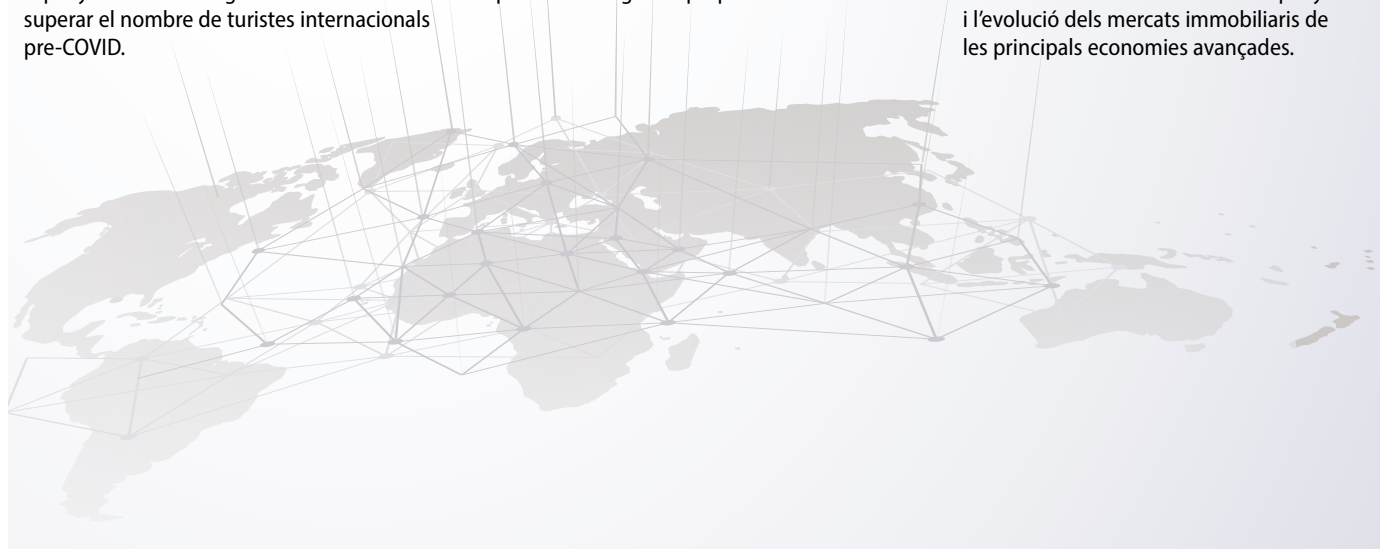 superar el nombre de turistes internacionals
pre-COVID.
i l’evolució dels mercats immobiliaris de
les principals economies avançades.